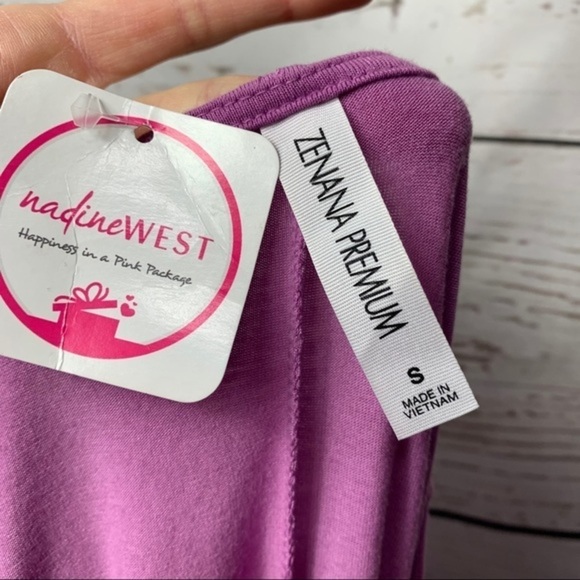 nadineWEST
Happiness in a Pink Package
ZENANA PREMIUM
S
MADE IN
VIETNAM